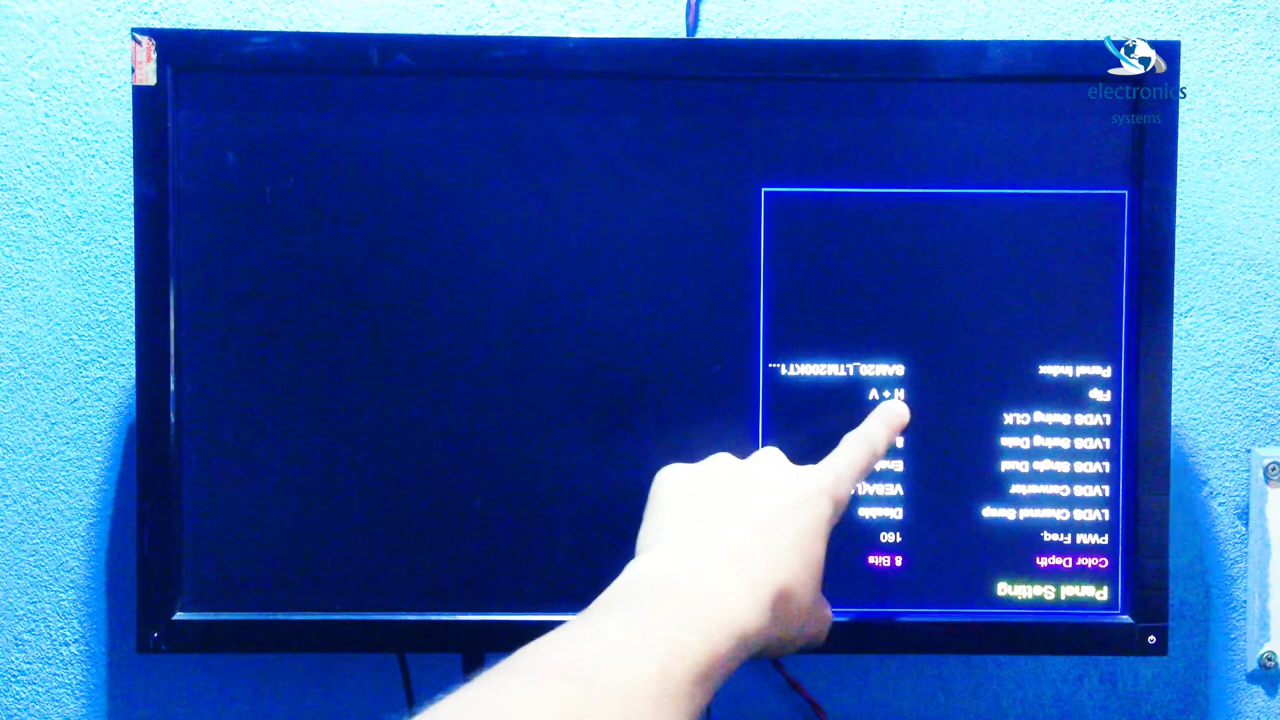 electronics
systems
Panel Setting
Color Depth 8 Bits
PWM Freq. 160
LVDS Channel Swap Disable
LVDS Converter VESA(
LVDS Single Dual
LVDS Swing Data
LVDS Swing CLK
Flip H + V
Panel Index SAM20_LTM200KT1...